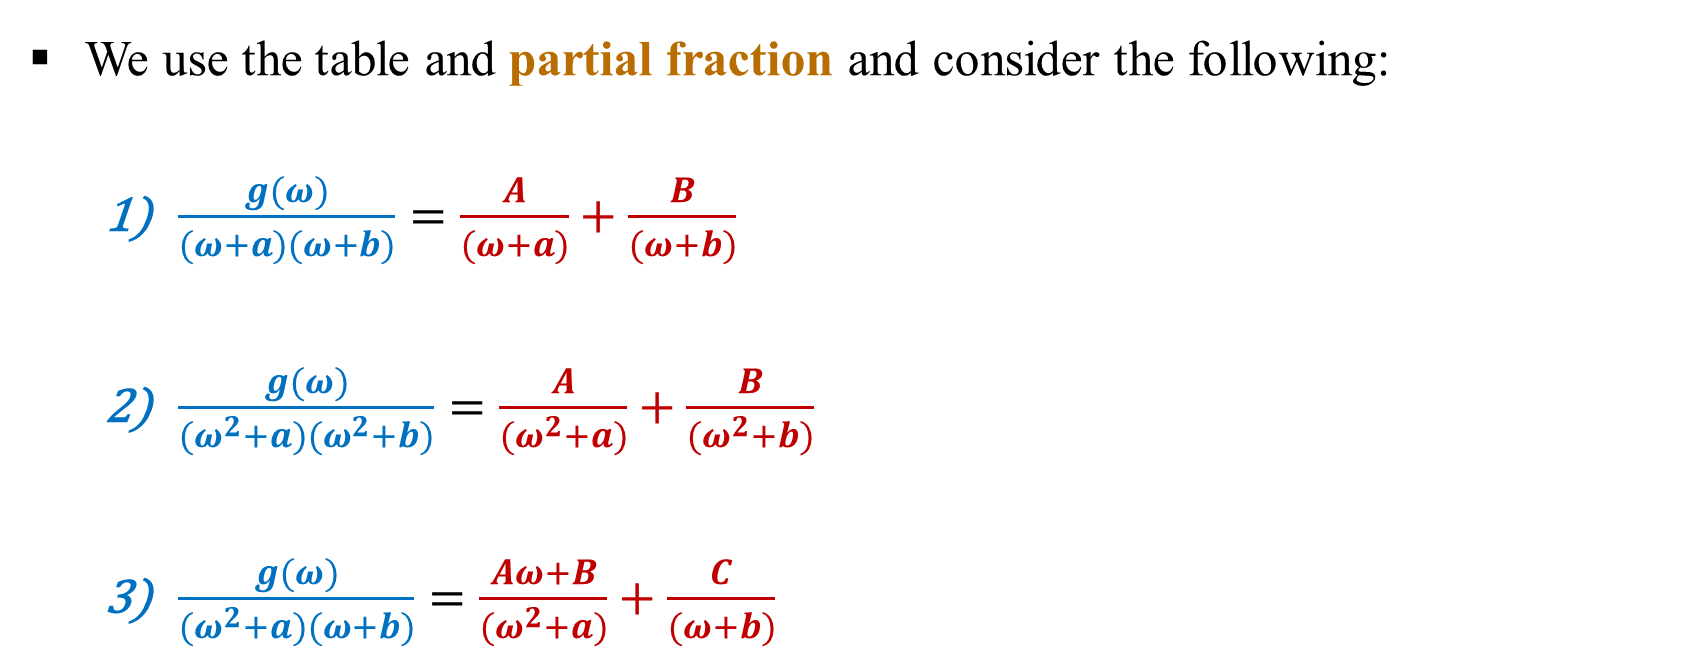 ▪ We use the table and partial fraction and consider the following:
1) g(ω)/((ω+a)(ω+b)) = A/(ω+a) + B/(ω+b)
2) g(ω)/((ω²+a)(ω²+b)) = A/(ω²+a) + B/(ω²+b)
3) g(ω)/((ω²+a)(ω+b)) = (Aω+B)/(ω²+a) + C/(ω+b)